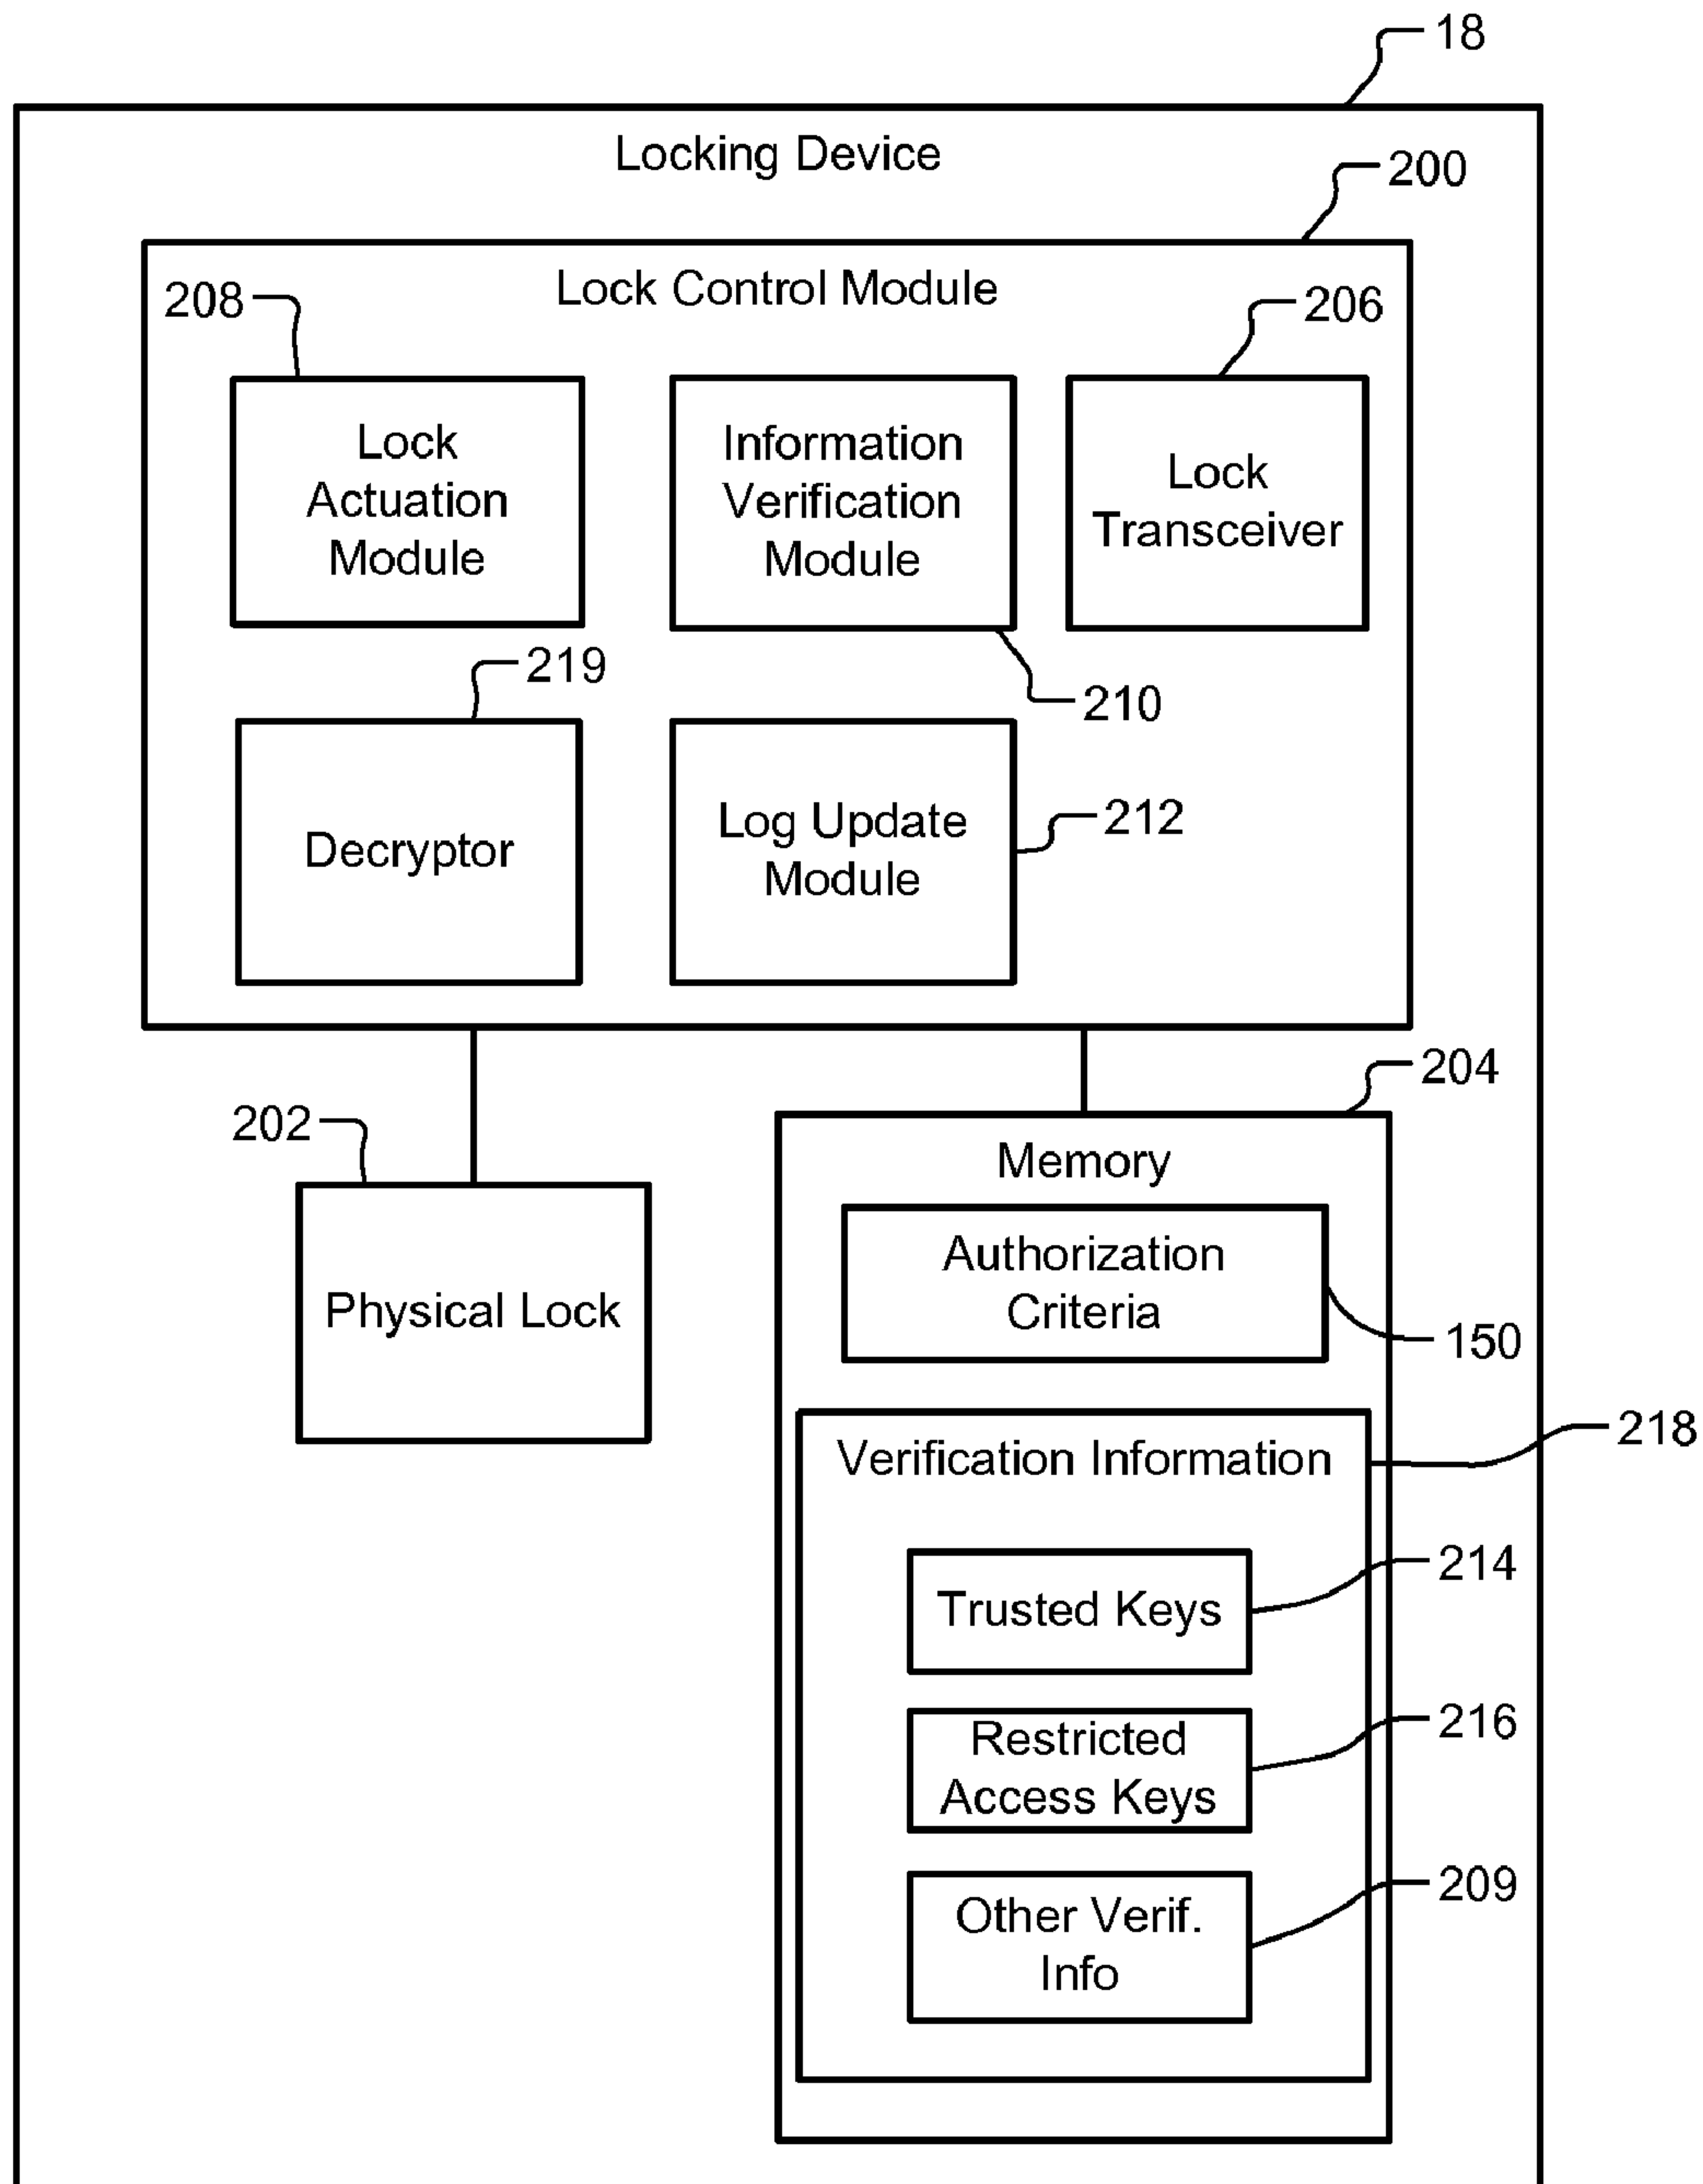 18
Locking Device
200
Lock Control Module
208
206
Lock
Actuation
Module
Information
Verification
Module
Lock
Transceiver
219
210
Decryptor
Log Update
Module
212
204
202
Memory
Physical Lock
Authorization
Criteria
150
218
Verification Information
214
Trusted Keys
216
Restricted
Access Keys
209
Other Verif.
Info